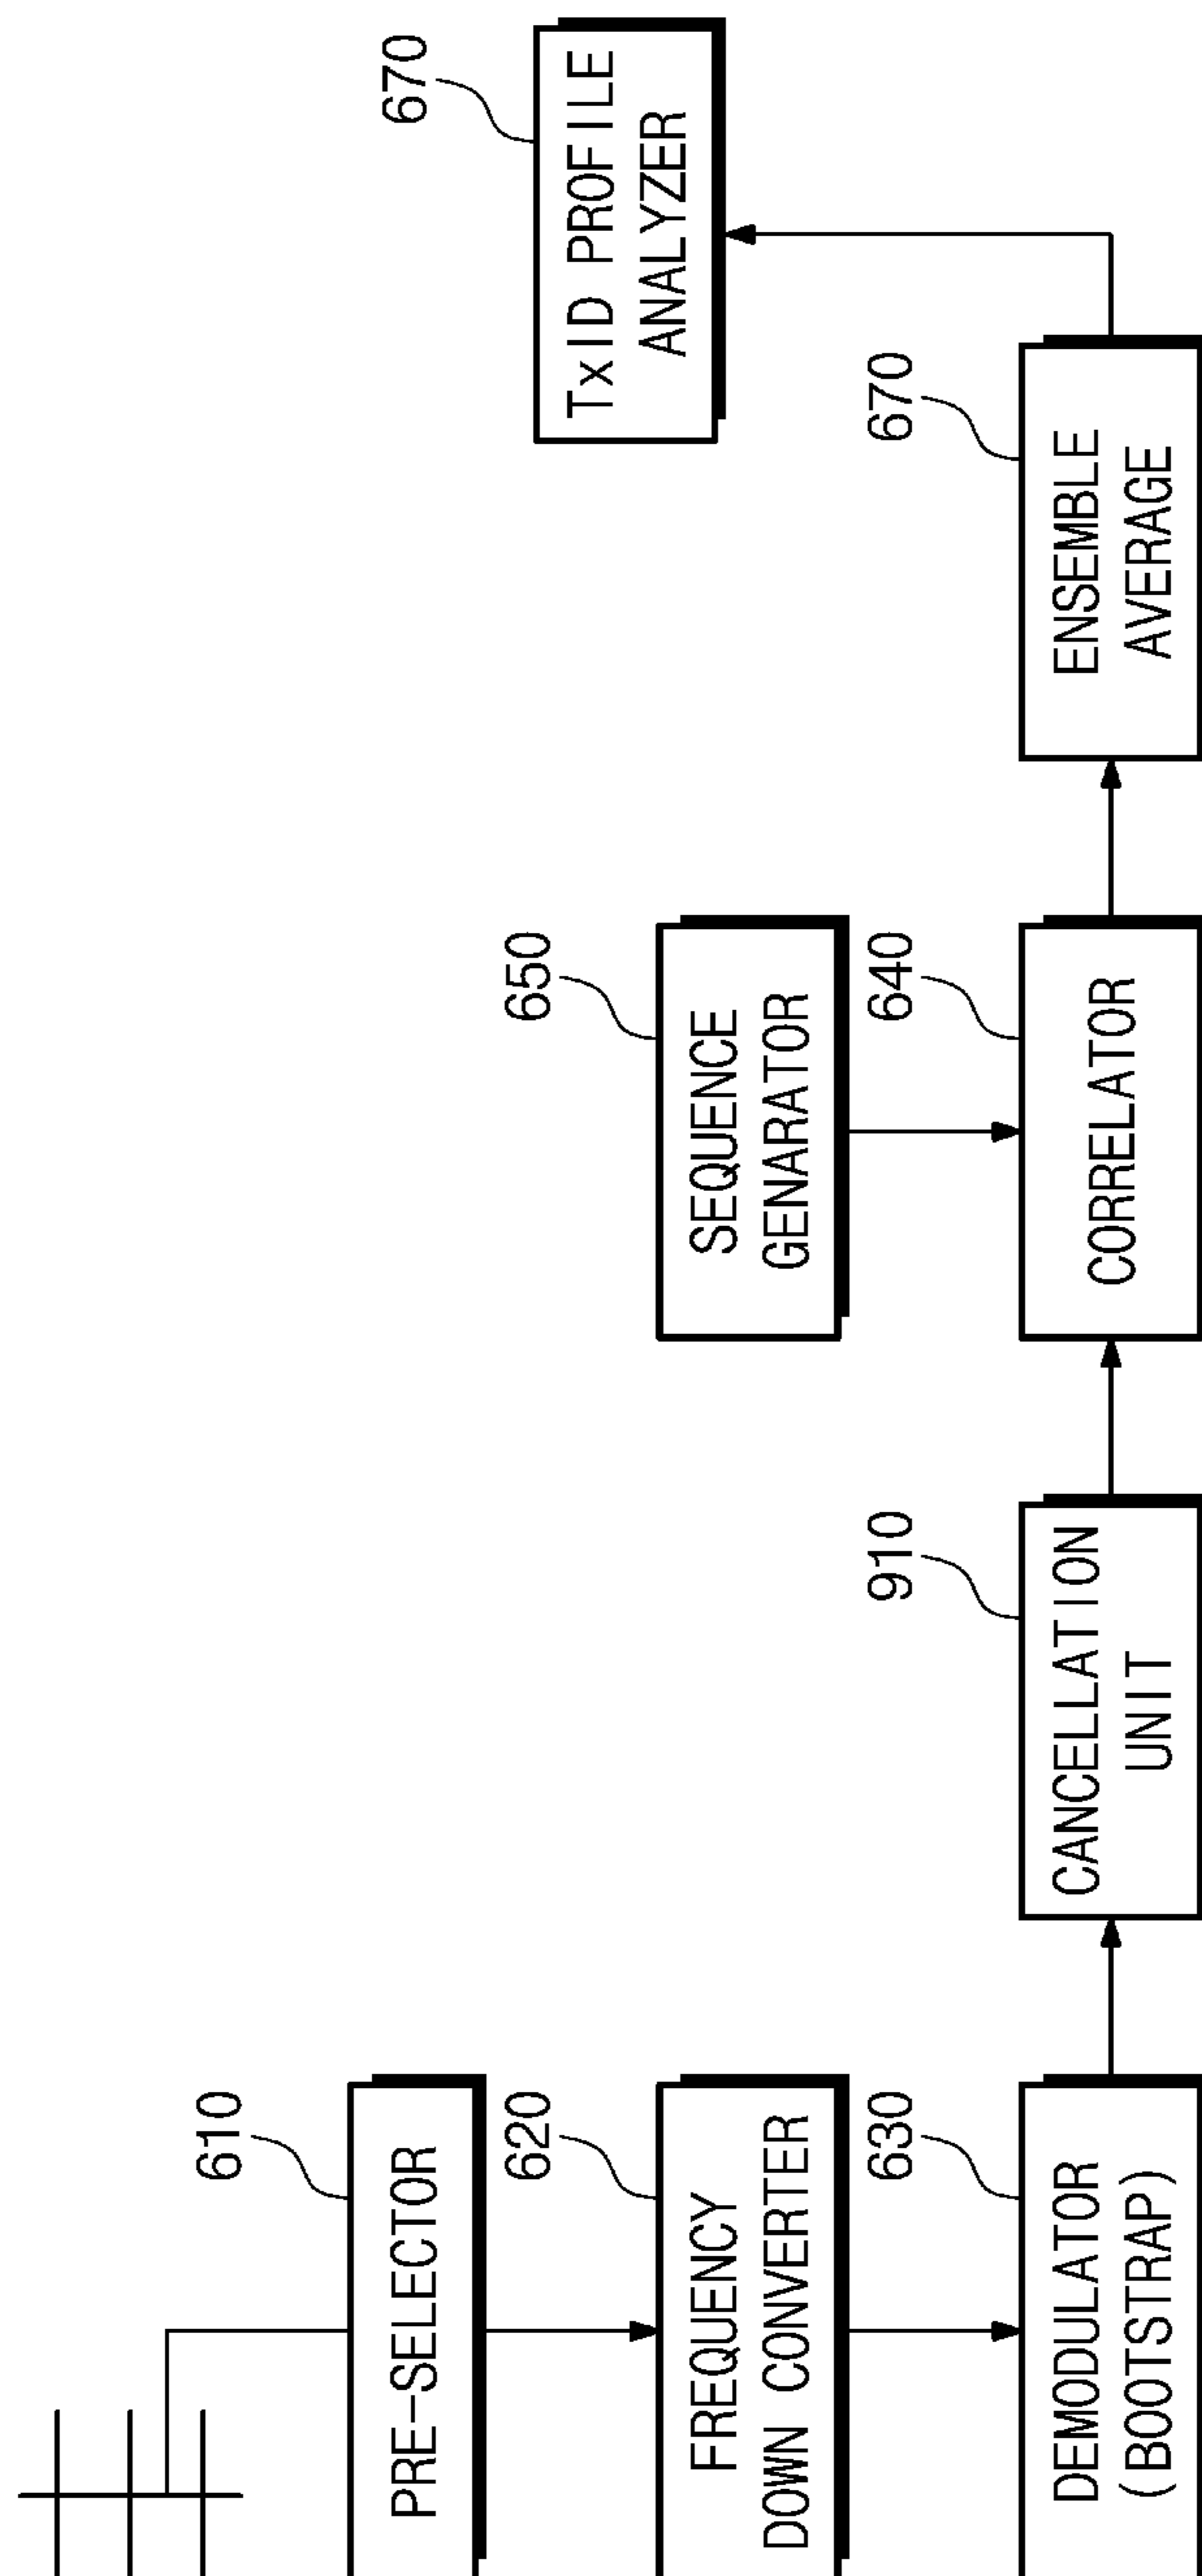 610
PRE-SELECTOR
620
FREQUENCY
DOWN CONVERTER
630
DEMODULATOR
(BOOTSTRAP)
910
CANCELLATION
UNIT
650
SEQUENCE
GENARATOR
640
CORRELATOR
670
ENSEMBLE
AVERAGE
670
TxID PROFILE
ANALYZER